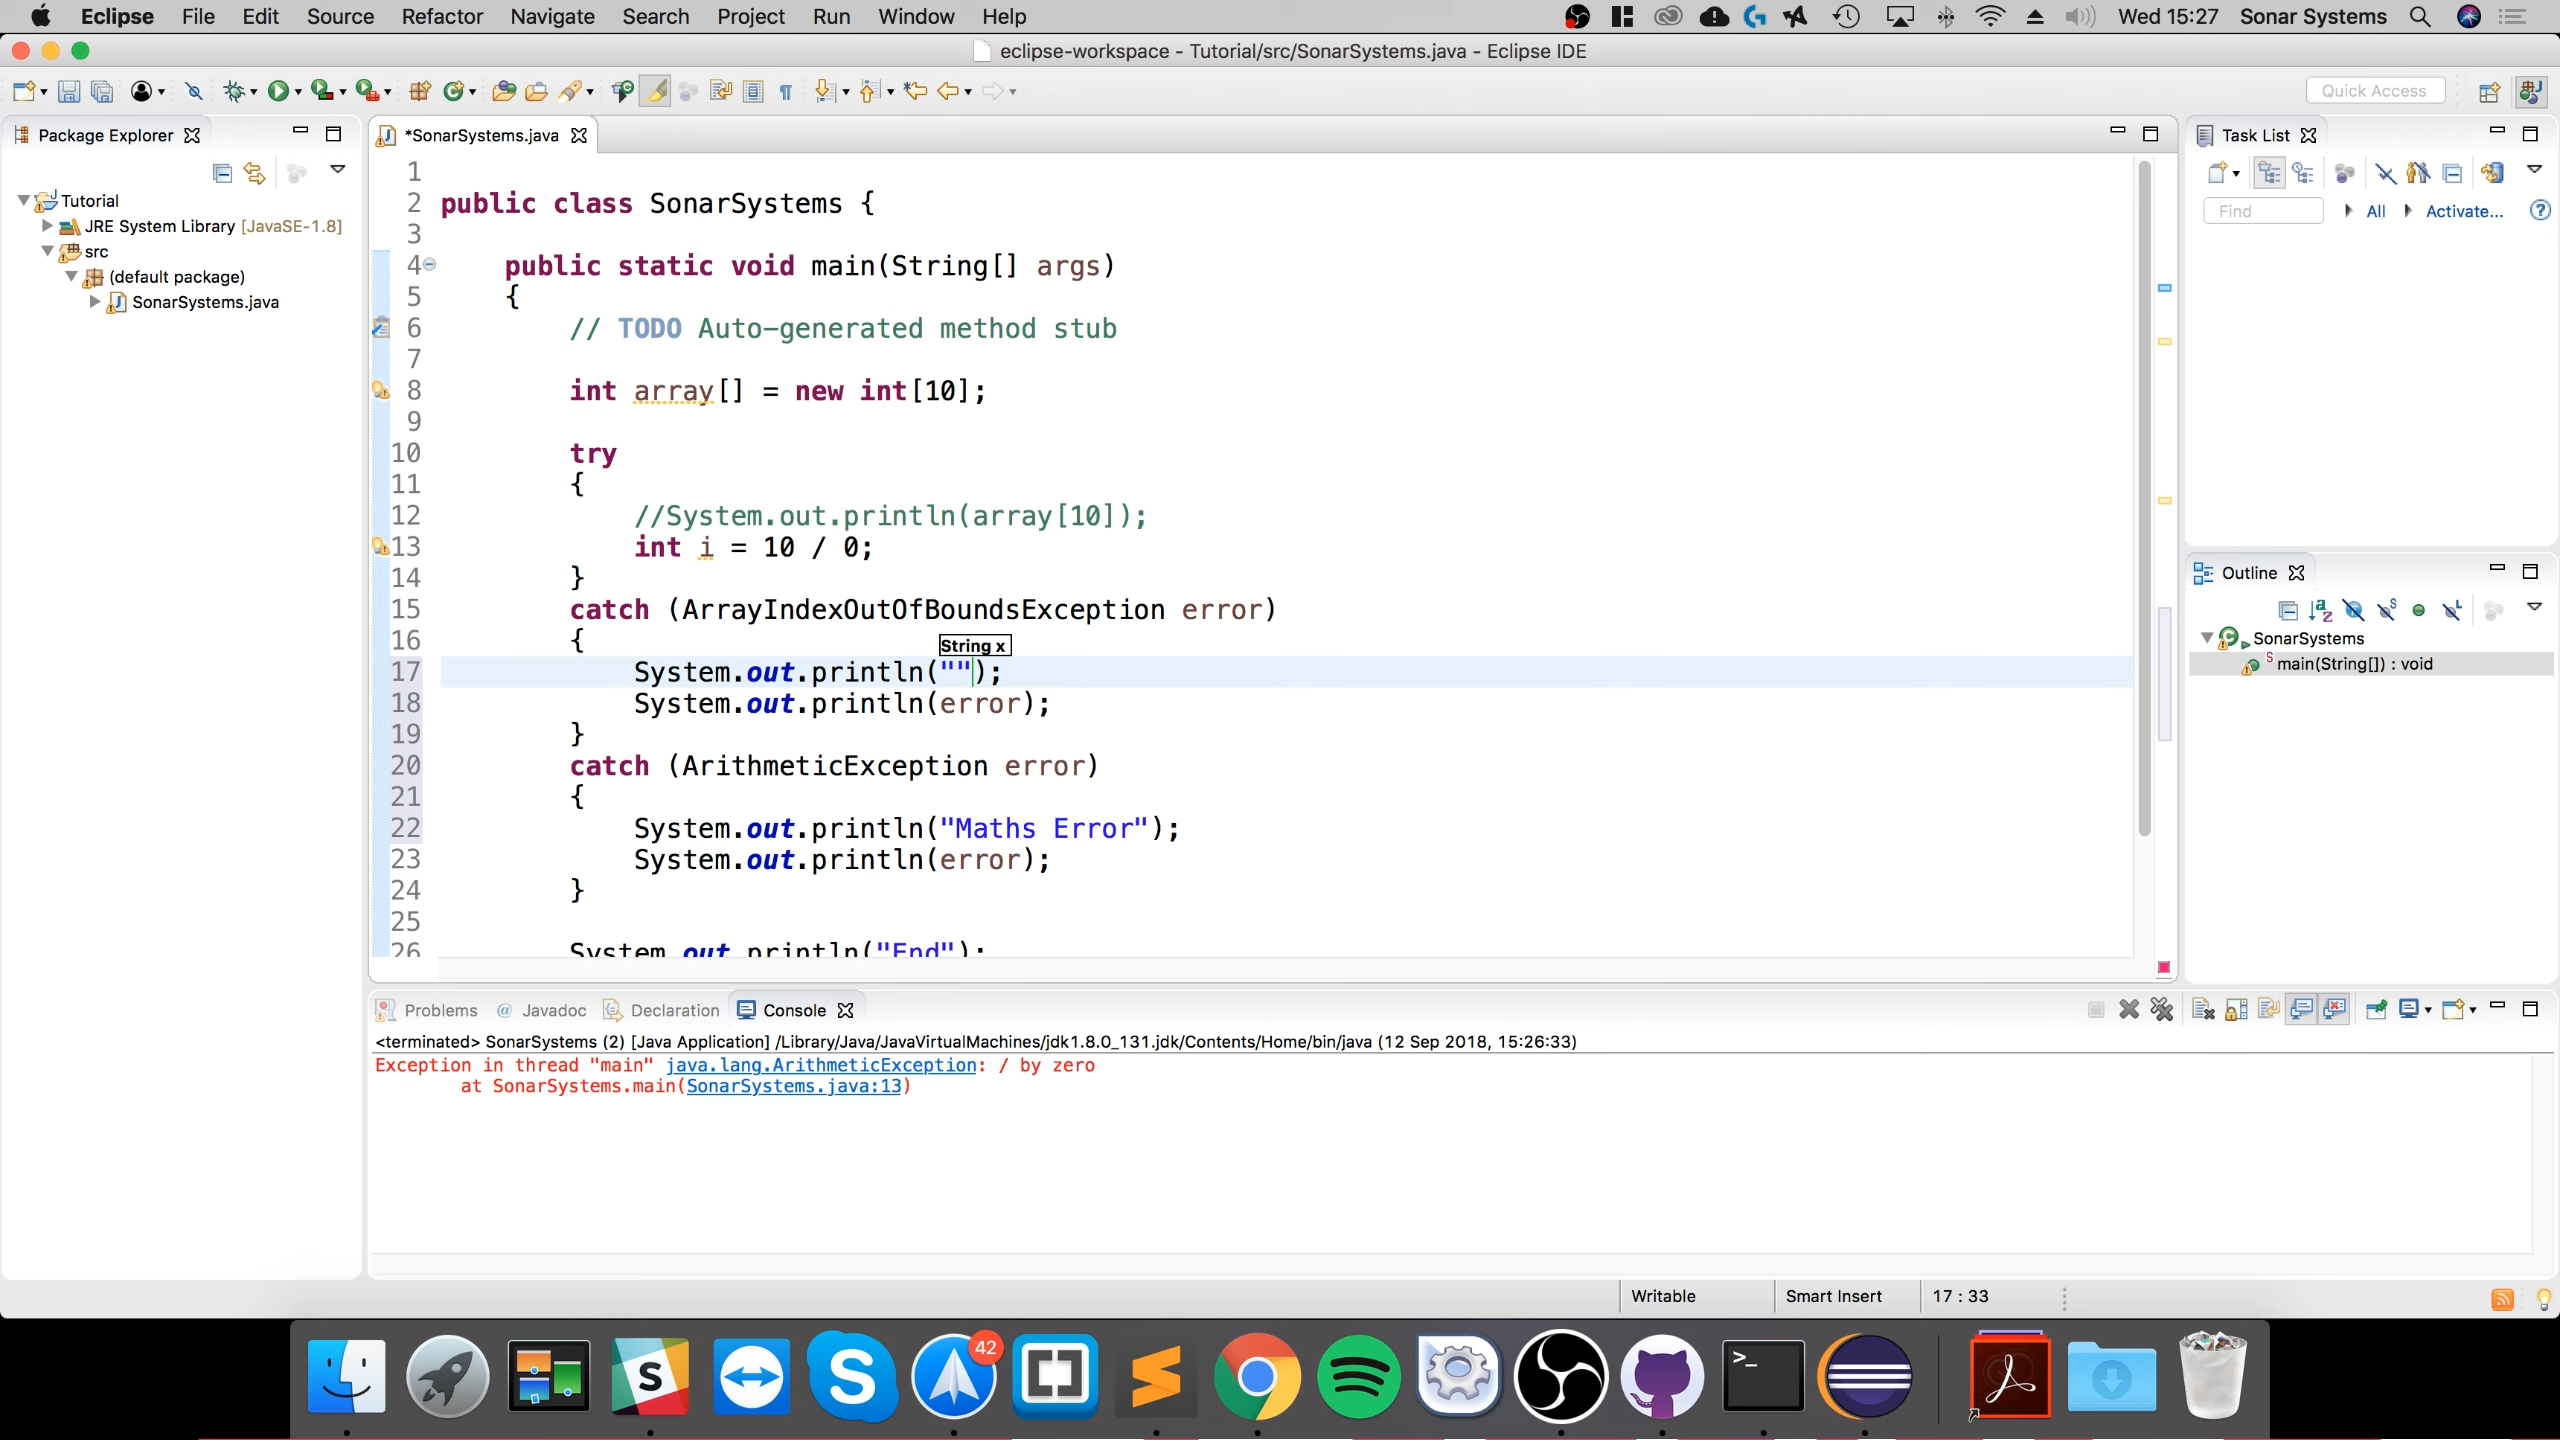 Eclipse File Edit Source Refactor Navigate Search Project Run Window Help Wed 15:27 Sonar Systems
eclipse-workspace - Tutorial/src/SonarSystems.java - Eclipse IDE
Quick Access
Package Explorer
Tutorial
JRE System Library [JavaSE-1.8]
src
(default package)
SonarSystems.java
*SonarSystems.java
1
2 public class SonarSystems {
3
4 public static void main(String[] args)
5 {
6 // TODO Auto-generated method stub
7
8 int array[] = new int[10];
9
10 try
11 {
12 //System.out.println(array[10]);
13 int i = 10 / 0;
14 }
15 catch (ArrayIndexOutOfBoundsException error)
16 {
String x
17 System.out.println("");
18 System.out.println(error);
19 }
20 catch (ArithmeticException error)
21 {
22 System.out.println("Maths Error");
23 System.out.println(error);
24 }
25
26 System.out.println("End");
Task List
Find All Activate...
Outline
SonarSystems
main(String[]) : void
Problems Javadoc Declaration Console
<terminated> SonarSystems (2) [Java Application] /Library/Java/JavaVirtualMachines/jdk1.8.0_131.jdk/Contents/Home/bin/java (12 Sep 2018, 15:26:33)
Exception in thread "main" java.lang.ArithmeticException: / by zero
at SonarSystems.main(SonarSystems.java:13)
Writable Smart Insert 17 : 33
42